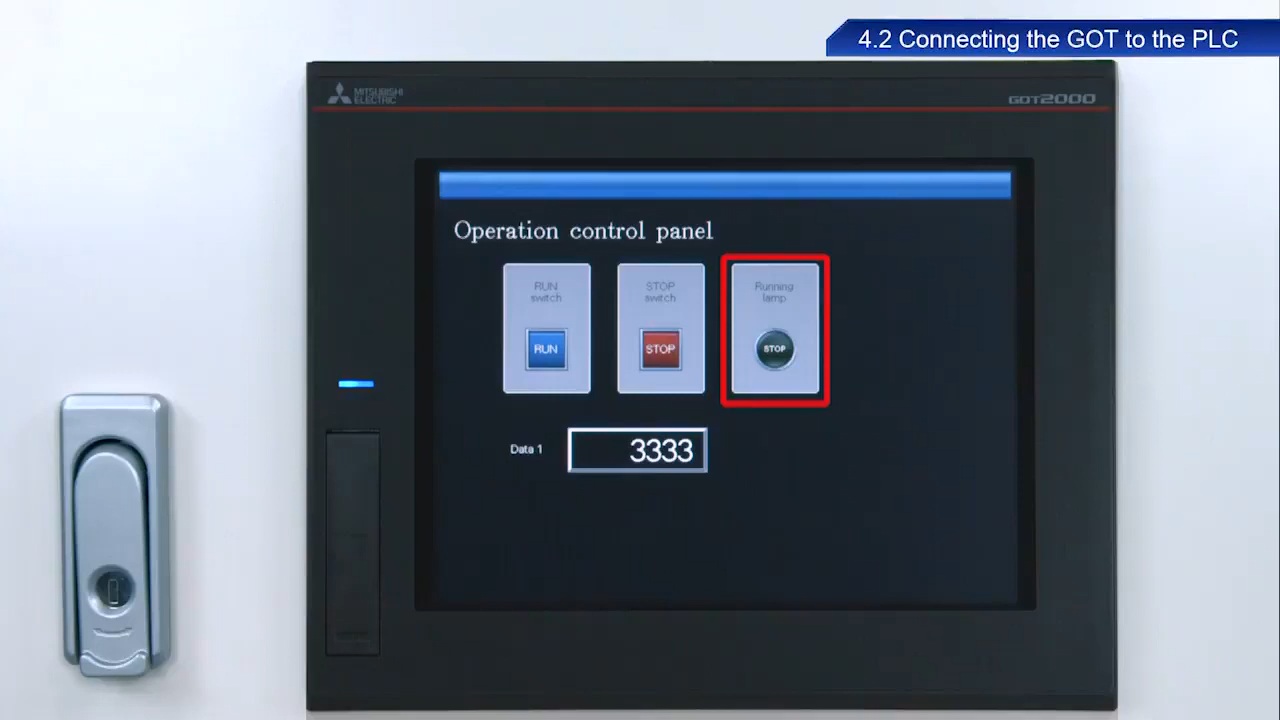 4.2 Connecting the GOT to the PLC
MITSUBISHI
ELECTRIC
GOT2000
Operation control panel
RUN
switch
STOP
switch
Running
lamp
RUN
STOP
STOP
Data 1
3333